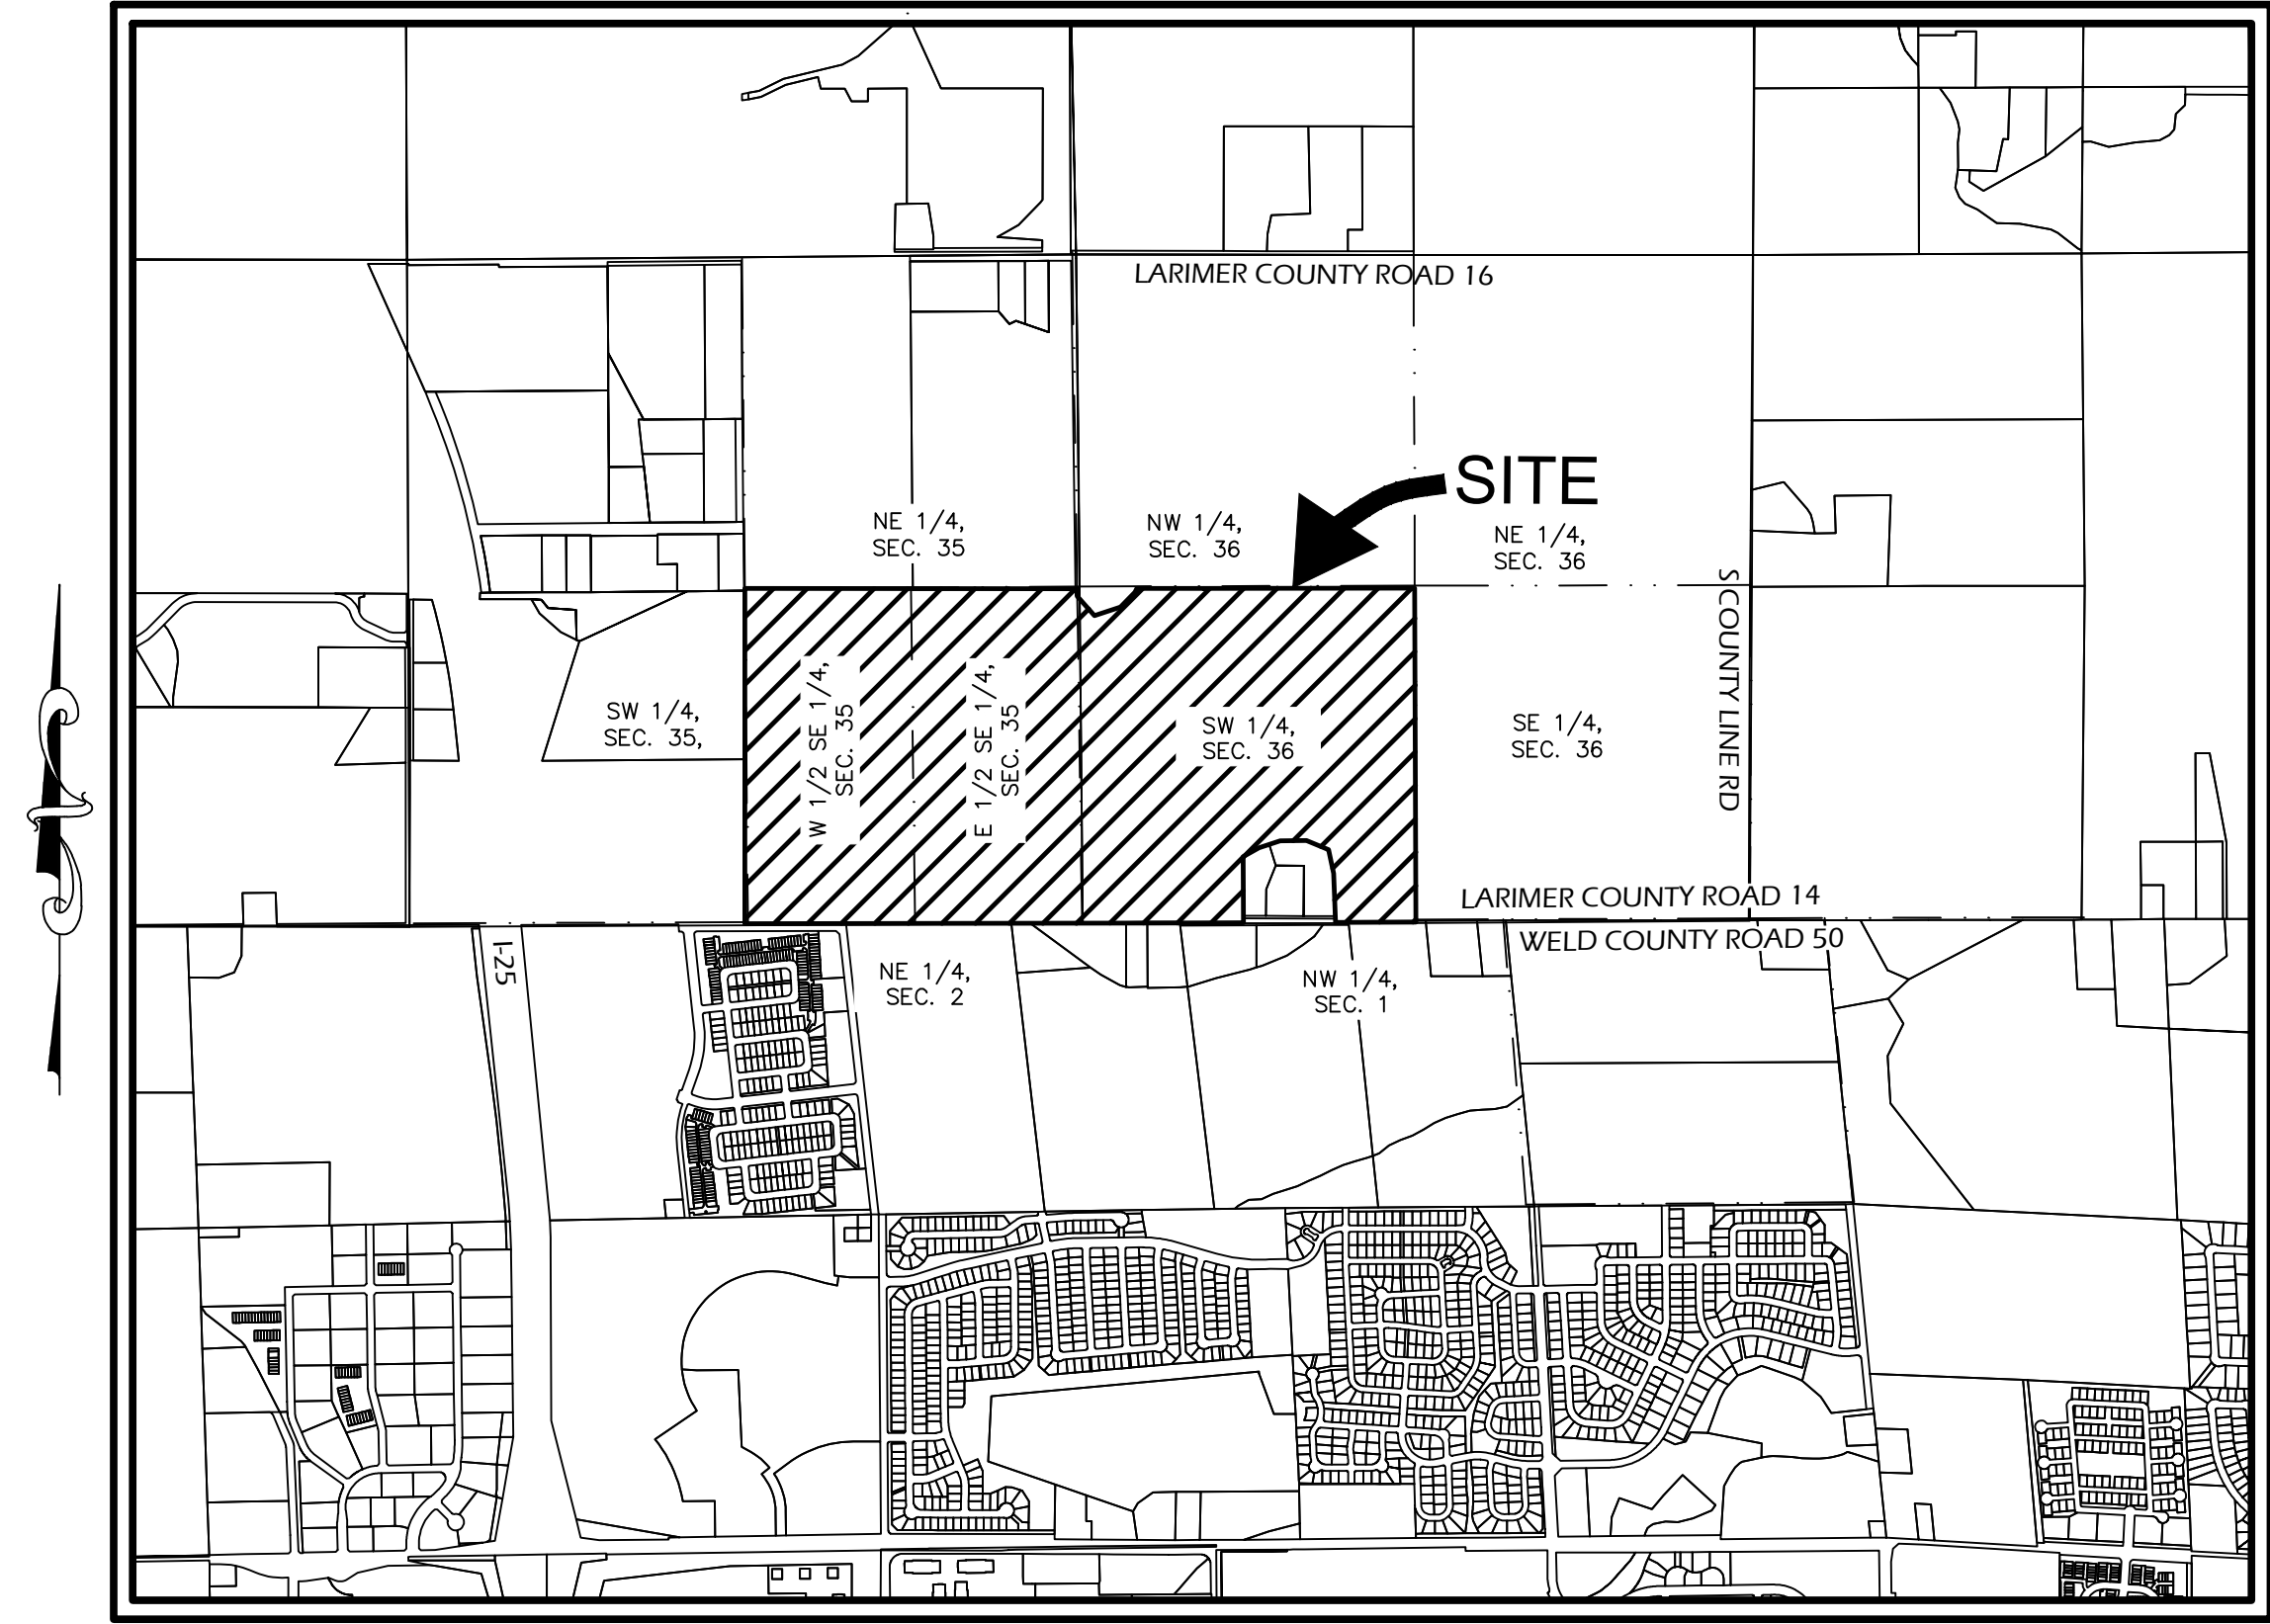 LARIMER COUNTY ROAD 16
SITE
NE 1/4,
SEC. 35
NW 1/4,
SEC. 36
NE 1/4,
SEC. 36
S COUNTY LINE RD
SW 1/4,
SEC. 35,
W 1/2 SE 1/4,
SEC. 35
E 1/2 SE 1/4,
SEC. 35
SW 1/4,
SEC. 36
SE 1/4,
SEC. 36
LARIMER COUNTY ROAD 14
WELD COUNTY ROAD 50
I-25
NE 1/4,
SEC. 2
NW 1/4,
SEC. 1